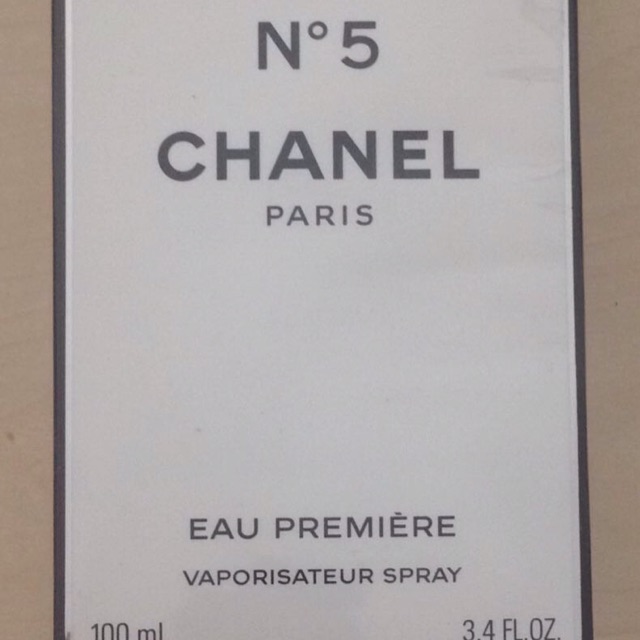 N°5
CHANEL
PARIS
EAU PREMIÈRE
VAPORISATEUR SPRAY
100 ml 3.4 FL.OZ.